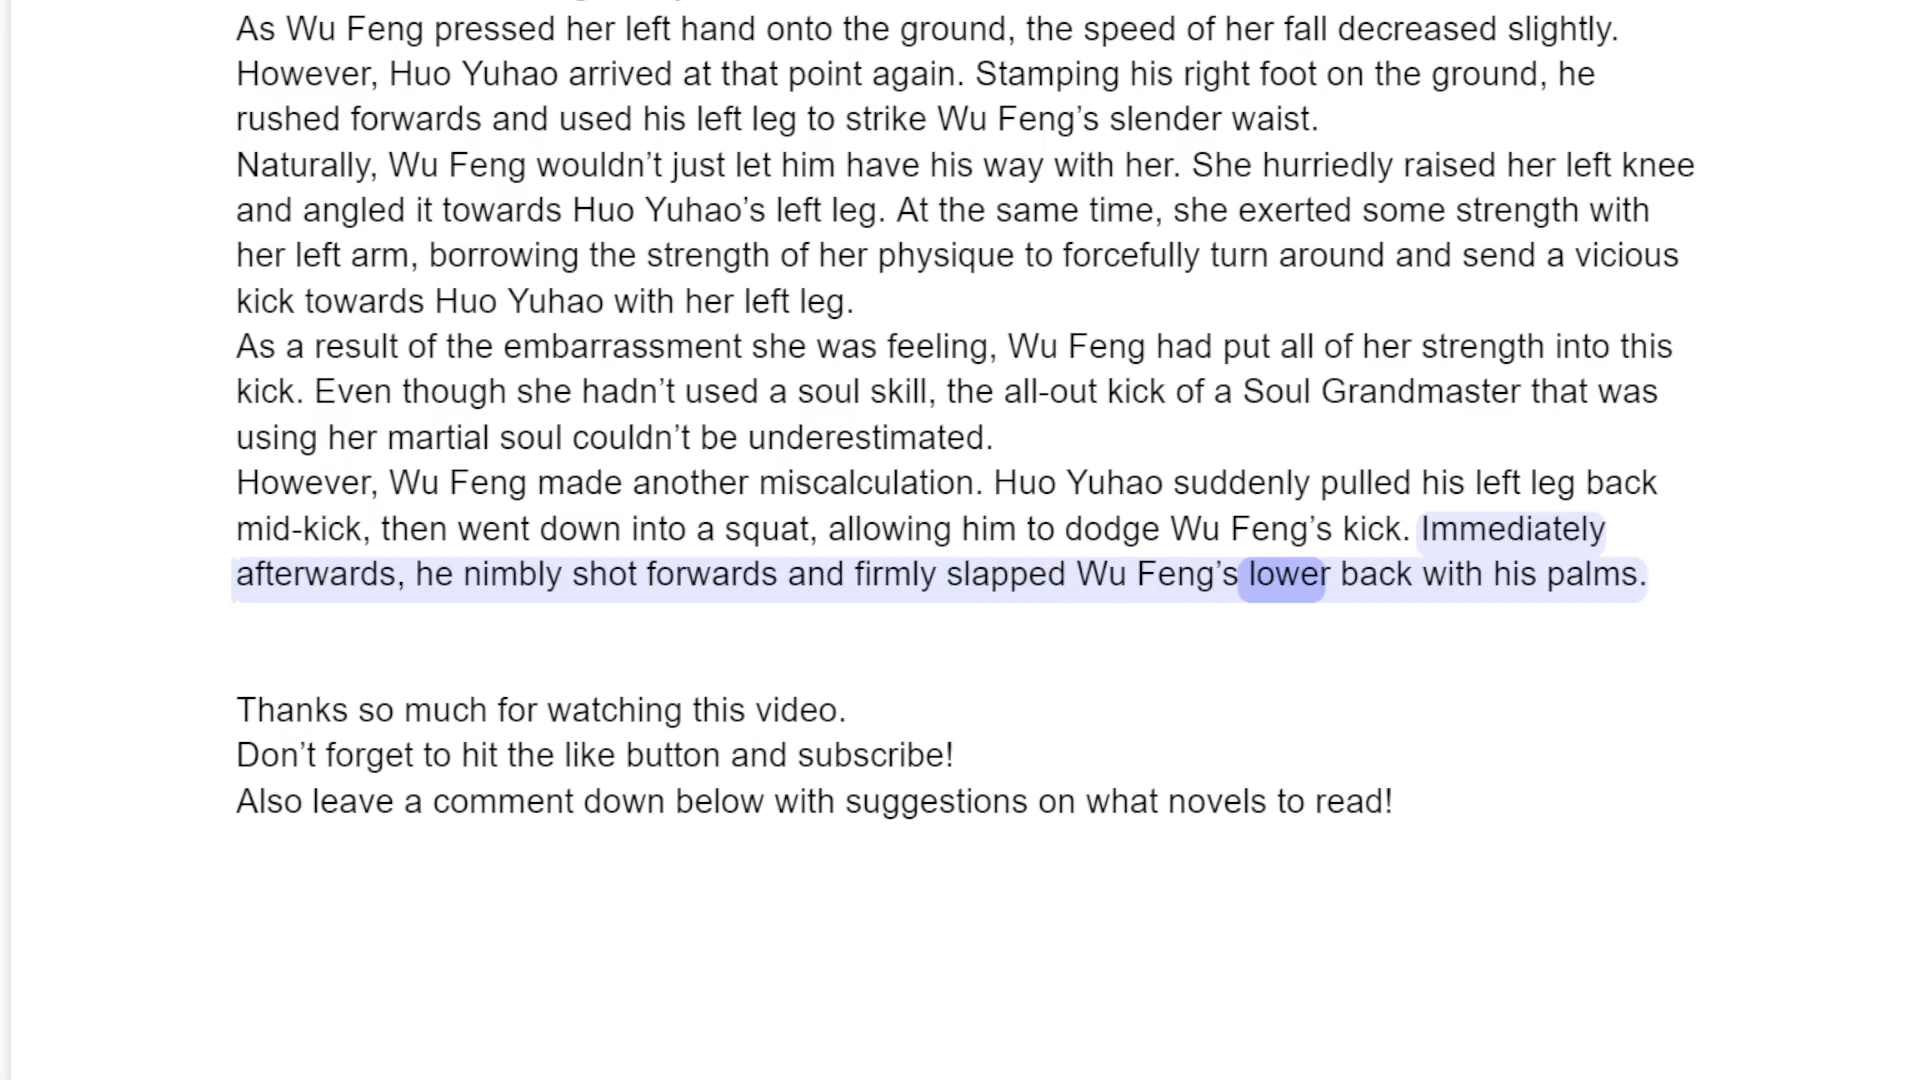 As Wu Feng pressed her left hand onto the ground, the speed of her fall decreased slightly.
However, Huo Yuhao arrived at that point again. Stamping his right foot on the ground, he
rushed forwards and used his left leg to strike Wu Feng’s slender waist.
Naturally, Wu Feng wouldn’t just let him have his way with her. She hurriedly raised her left knee
and angled it towards Huo Yuhao’s left leg. At the same time, she exerted some strength with
her left arm, borrowing the strength of her physique to forcefully turn around and send a vicious
kick towards Huo Yuhao with her left leg.
As a result of the embarrassment she was feeling, Wu Feng had put all of her strength into this
kick. Even though she hadn’t used a soul skill, the all-out kick of a Soul Grandmaster that was
using her martial soul couldn’t be underestimated.
However, Wu Feng made another miscalculation. Huo Yuhao suddenly pulled his left leg back
mid-kick, then went down into a squat, allowing him to dodge Wu Feng’s kick. Immediately
afterwards, he nimbly shot forwards and firmly slapped Wu Feng’s lower back with his palms.
Thanks so much for watching this video.
Don’t forget to hit the like button and subscribe!
Also leave a comment down below with suggestions on what novels to read!